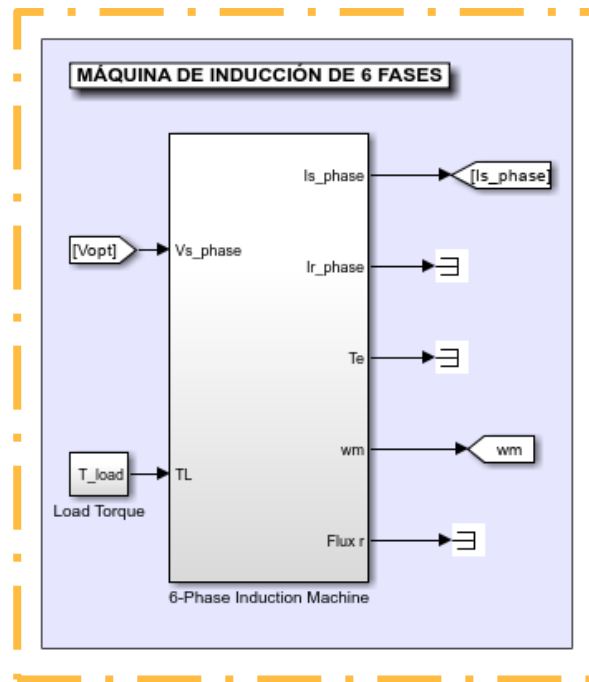 MÁQUINA DE INDUCCIÓN DE 6 FASES
Is_phase
[Is_phase]
[Vopt]
Vs_phase
Ir_phase
Te
wm
wm
T_load
TL
Load Torque
Flux r
6-Phase Induction Machine